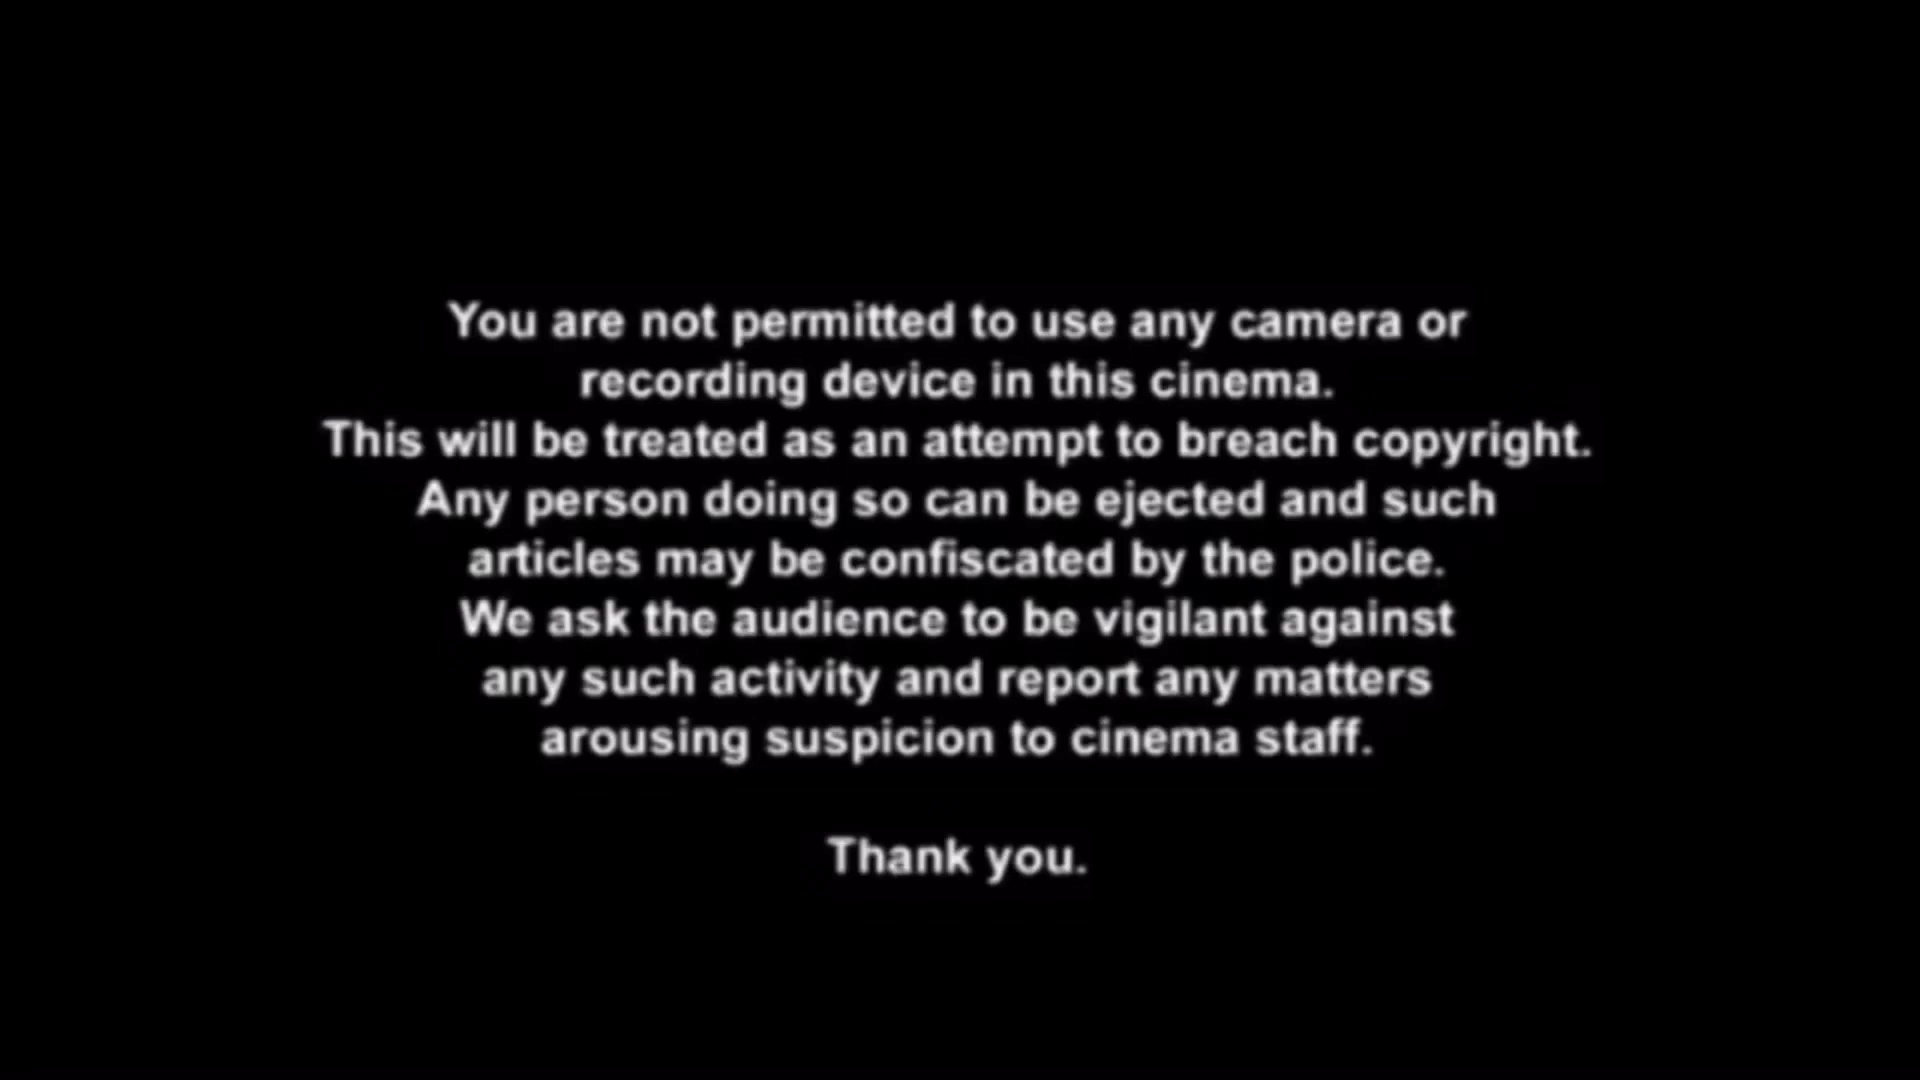 You are not permitted to use any camera or
recording device in this cinema.
This will be treated as an attempt to breach copyright.
Any person doing so can be ejected and such
articles may be confiscated by the police.
We ask the audience to be vigilant against
any such activity and report any matters
arousing suspicion to cinema staff.
Thank you.